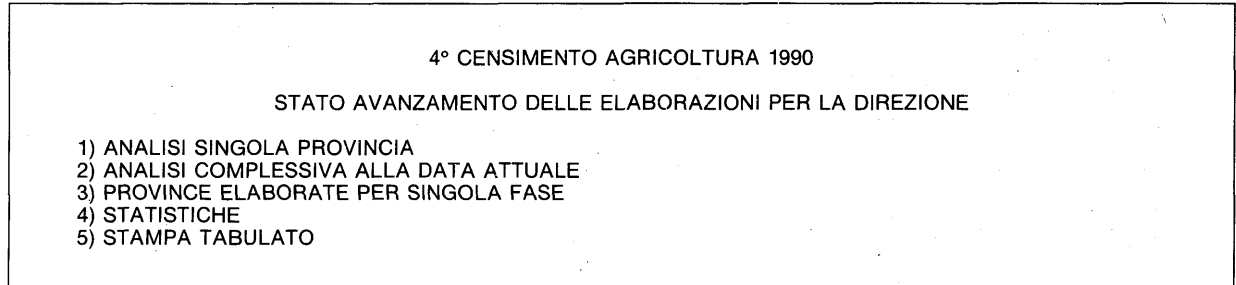 4° CENSIMENTO AGRICOLTURA 1990
STATO AVANZAMENTO DELLE ELABORAZIONI PER LA DIREZIONE
1) ANALISI SINGOLA PROVINCIA
2) ANALISI COMPLESSIVA ALLA DATA ATTUALE
3) PROVINCE ELABORATE PER SINGOLA FASE
4) STATISTICHE
5) STAMPA TABULATO